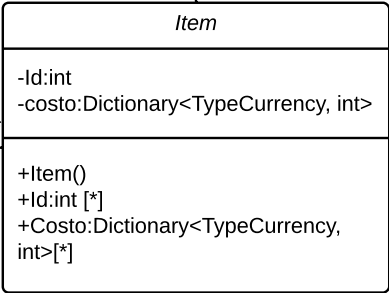 Item
-Id:int
-costo:Dictionary<TypeCurrency, int>
+Item()
+Id:int [*]
+Costo:Dictionary<TypeCurrency,
int>[*]